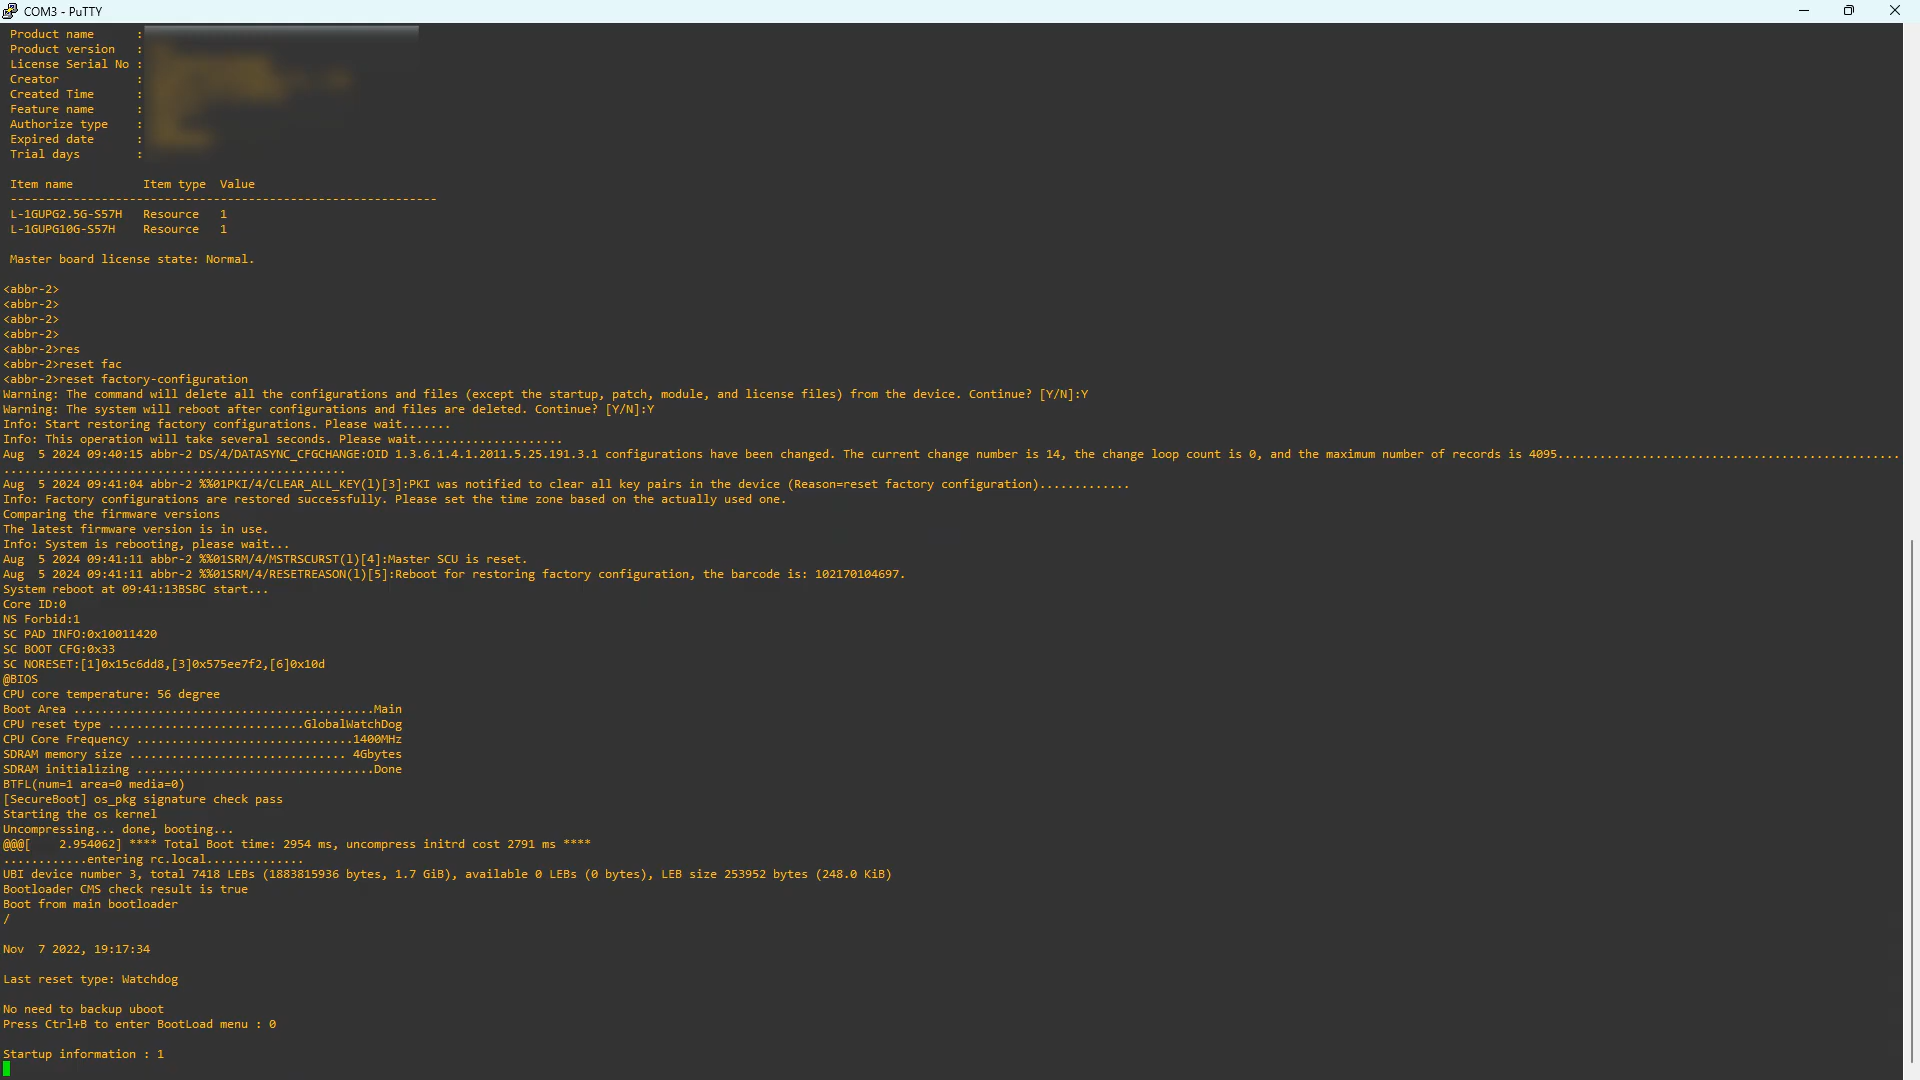 COM3 - PuTTY
Product name      :
Product version   :
License Serial No :
Creator           :
Created Time      :
Feature name      :
Authorize type    :
Expired date      :
Trial days        :
Item name          Item type  Value
-------------------------------------------------------------
L-1GUPG2.5G-S57H   Resource   1
L-1GUPG10G-S57H    Resource   1
Master board license state: Normal.
<abbr-2>
<abbr-2>
<abbr-2>
<abbr-2>
<abbr-2>res
<abbr-2>reset fac
<abbr-2>reset factory-configuration
Warning: The command will delete all the configurations and files (except the startup, patch, module, and license files) from the device. Continue? [Y/N]:Y
Warning: The system will reboot after configurations and files are deleted. Continue? [Y/N]:Y
Info: Start restoring factory configurations. Please wait.......
Info: This operation will take several seconds. Please wait.....................
Aug  5 2024 09:40:15 abbr-2 DS/4/DATASYNC_CFGCHANGE:OID 1.3.6.1.4.1.2011.5.25.191.3.1 configurations have been changed. The current change number is 14, the change loop count is 0, and the maximum number of records is 4095.................................................
.................................................
Aug  5 2024 09:41:04 abbr-2 %%01PKI/4/CLEAR_ALL_KEY(l)[3]:PKI was notified to clear all key pairs in the device (Reason=reset factory configuration).............
Info: Factory configurations are restored successfully. Please set the time zone based on the actually used one.
Comparing the firmware versions
The latest firmware version is in use.
Info: System is rebooting, please wait...
Aug  5 2024 09:41:11 abbr-2 %%01SRM/4/MSTRSCURST(l)[4]:Master SCU is reset.
Aug  5 2024 09:41:11 abbr-2 %%01SRM/4/RESETREASON(l)[5]:Reboot for restoring factory configuration, the barcode is: 102170104697.
System reboot at 09:41:13BSBC start...
Core ID:0
NS Forbid:1
SC PAD INFO:0x10011420
SC BOOT CFG:0x33
SC NORESET:[1]0x15c6dd8,[3]0x575ee7f2,[6]0x10d
@BIOS
CPU core temperature: 56 degree
Boot Area ..........................................Main
CPU reset type ............................GlobalWatchDog
CPU Core Frequency ...............................1400MHz
SDRAM memory size ............................... 4Gbytes
SDRAM initializing ..................................Done
BTFL(num=1 area=0 media=0)
[SecureBoot] os_pkg signature check pass
Starting the os kernel
Uncompressing... done, booting...
@@@[    2.954062] **** Total Boot time: 2954 ms, uncompress initrd cost 2791 ms ****
............entering rc.local..............
UBI device number 3, total 7418 LEBs (1883815936 bytes, 1.7 GiB), available 0 LEBs (0 bytes), LEB size 253952 bytes (248.0 KiB)
Bootloader CMS check result is true
Boot from main bootloader
/
Nov  7 2022, 19:17:34
Last reset type: Watchdog
No need to backup uboot
Press Ctrl+B to enter BootLoad menu : 0
Startup information : 1